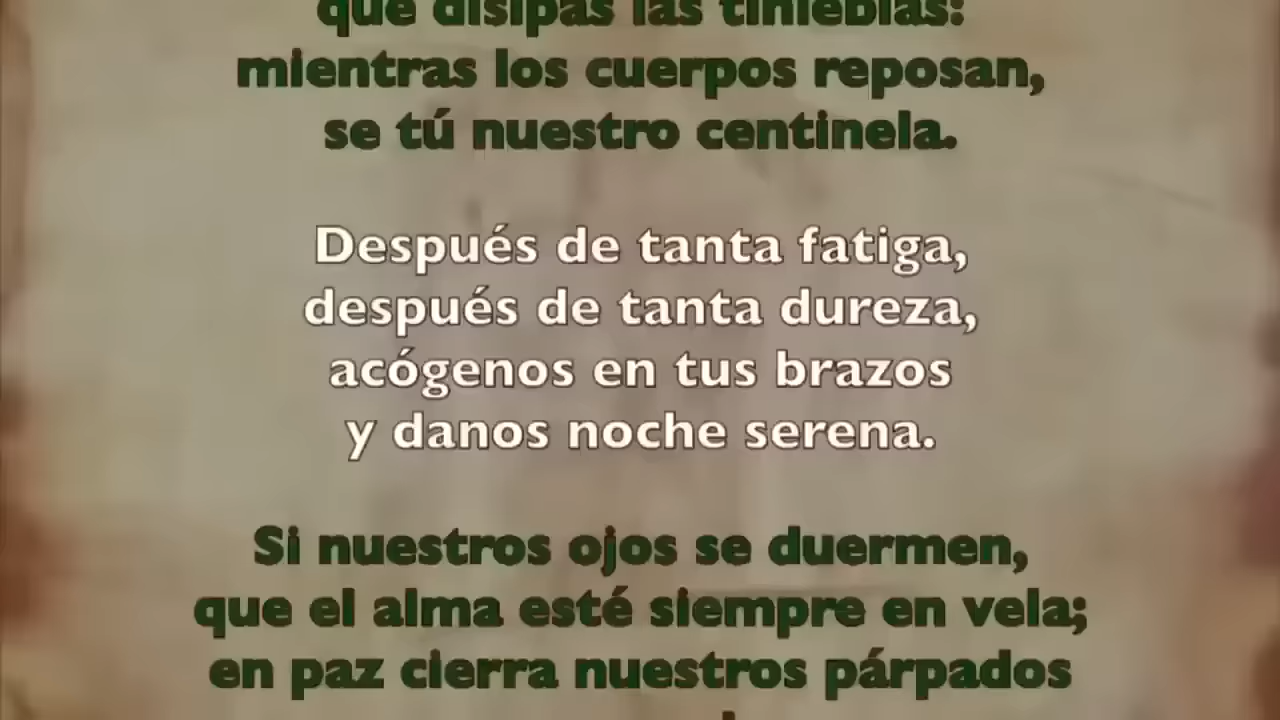 que disipas las tinieblas:
mientras los cuerpos reposan,
se tú nuestro centinela.
Después de tanta fatiga,
después de tanta dureza,
acógenos en tus brazos
y danos noche serena.
Si nuestros ojos se duermen,
que el alma esté siempre en vela;
en paz cierra nuestros párpados